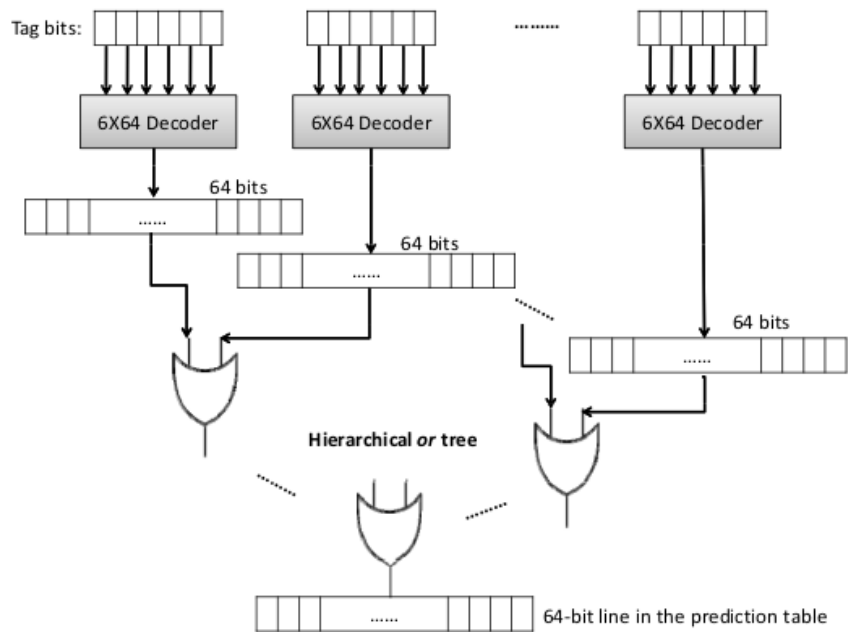 Tag bits:
.........
6X64 Decoder
6X64 Decoder
6X64 Decoder
64 bits
......
64 bits
......
64 bits
......
Hierarchical or tree
......
64-bit line in the prediction table